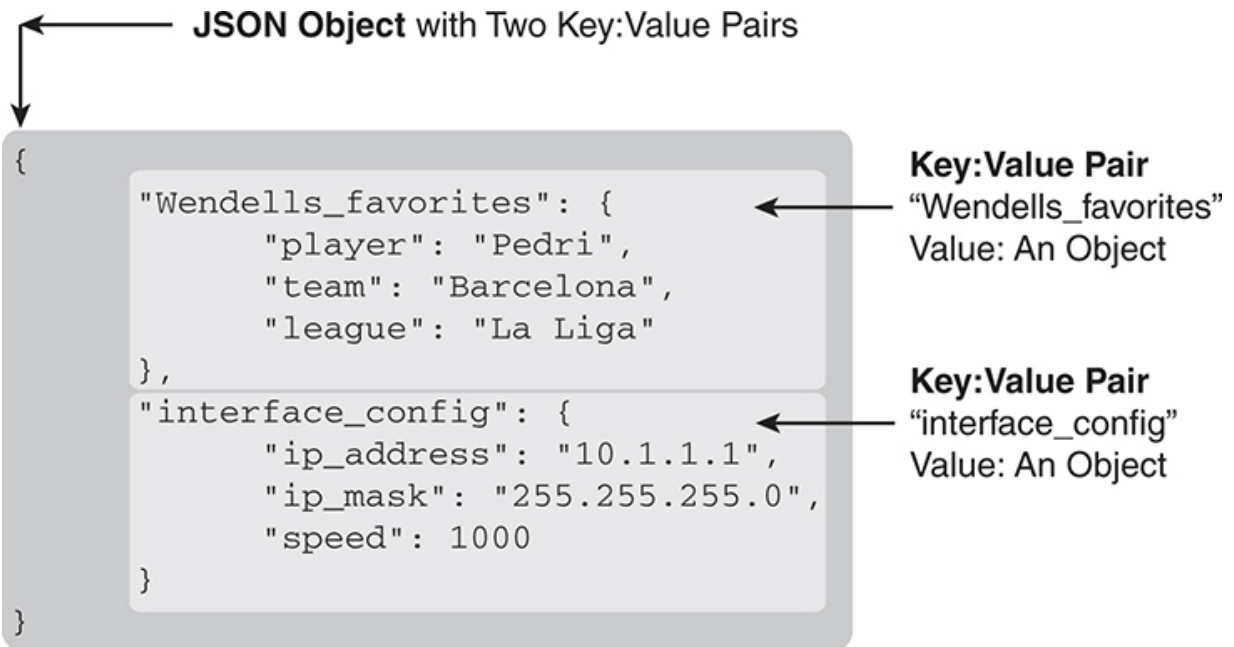 JSON Object with Two Key:Value Pairs
{
"Wendells_favorites": {
"player": "Pedri",
"team": "Barcelona",
"league": "La Liga"
},
"interface_config": {
"ip_address": "10.1.1.1",
"ip_mask": "255.255.255.0",
"speed": 1000
}
}
Key:Value Pair
“Wendells_favorites”
Value: An Object
Key:Value Pair
“interface_config”
Value: An Object